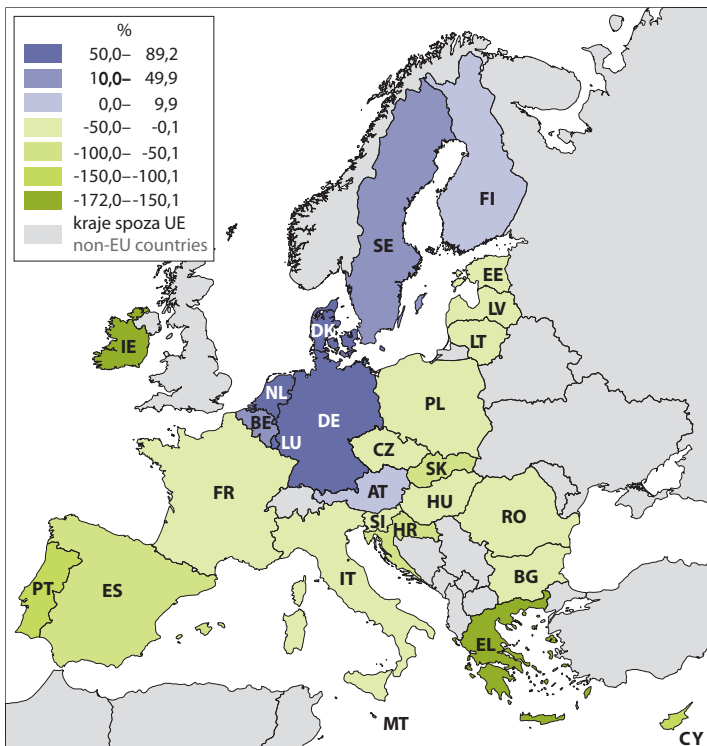 %
50,0– 89,2
10,0– 49,9
0,0– 9,9
-50,0– -0,1
-100,0– -50,1
-150,0– -100,1
-172,0– -150,1
kraje spoza UE
non-EU countries
FI
SE
EE
LV
DK
LT
IE
NL
DE
PL
BE
LU
CZ
SK
FR
AT
HU
SI
HR
RO
IT
BG
PT
ES
EL
MT
CY